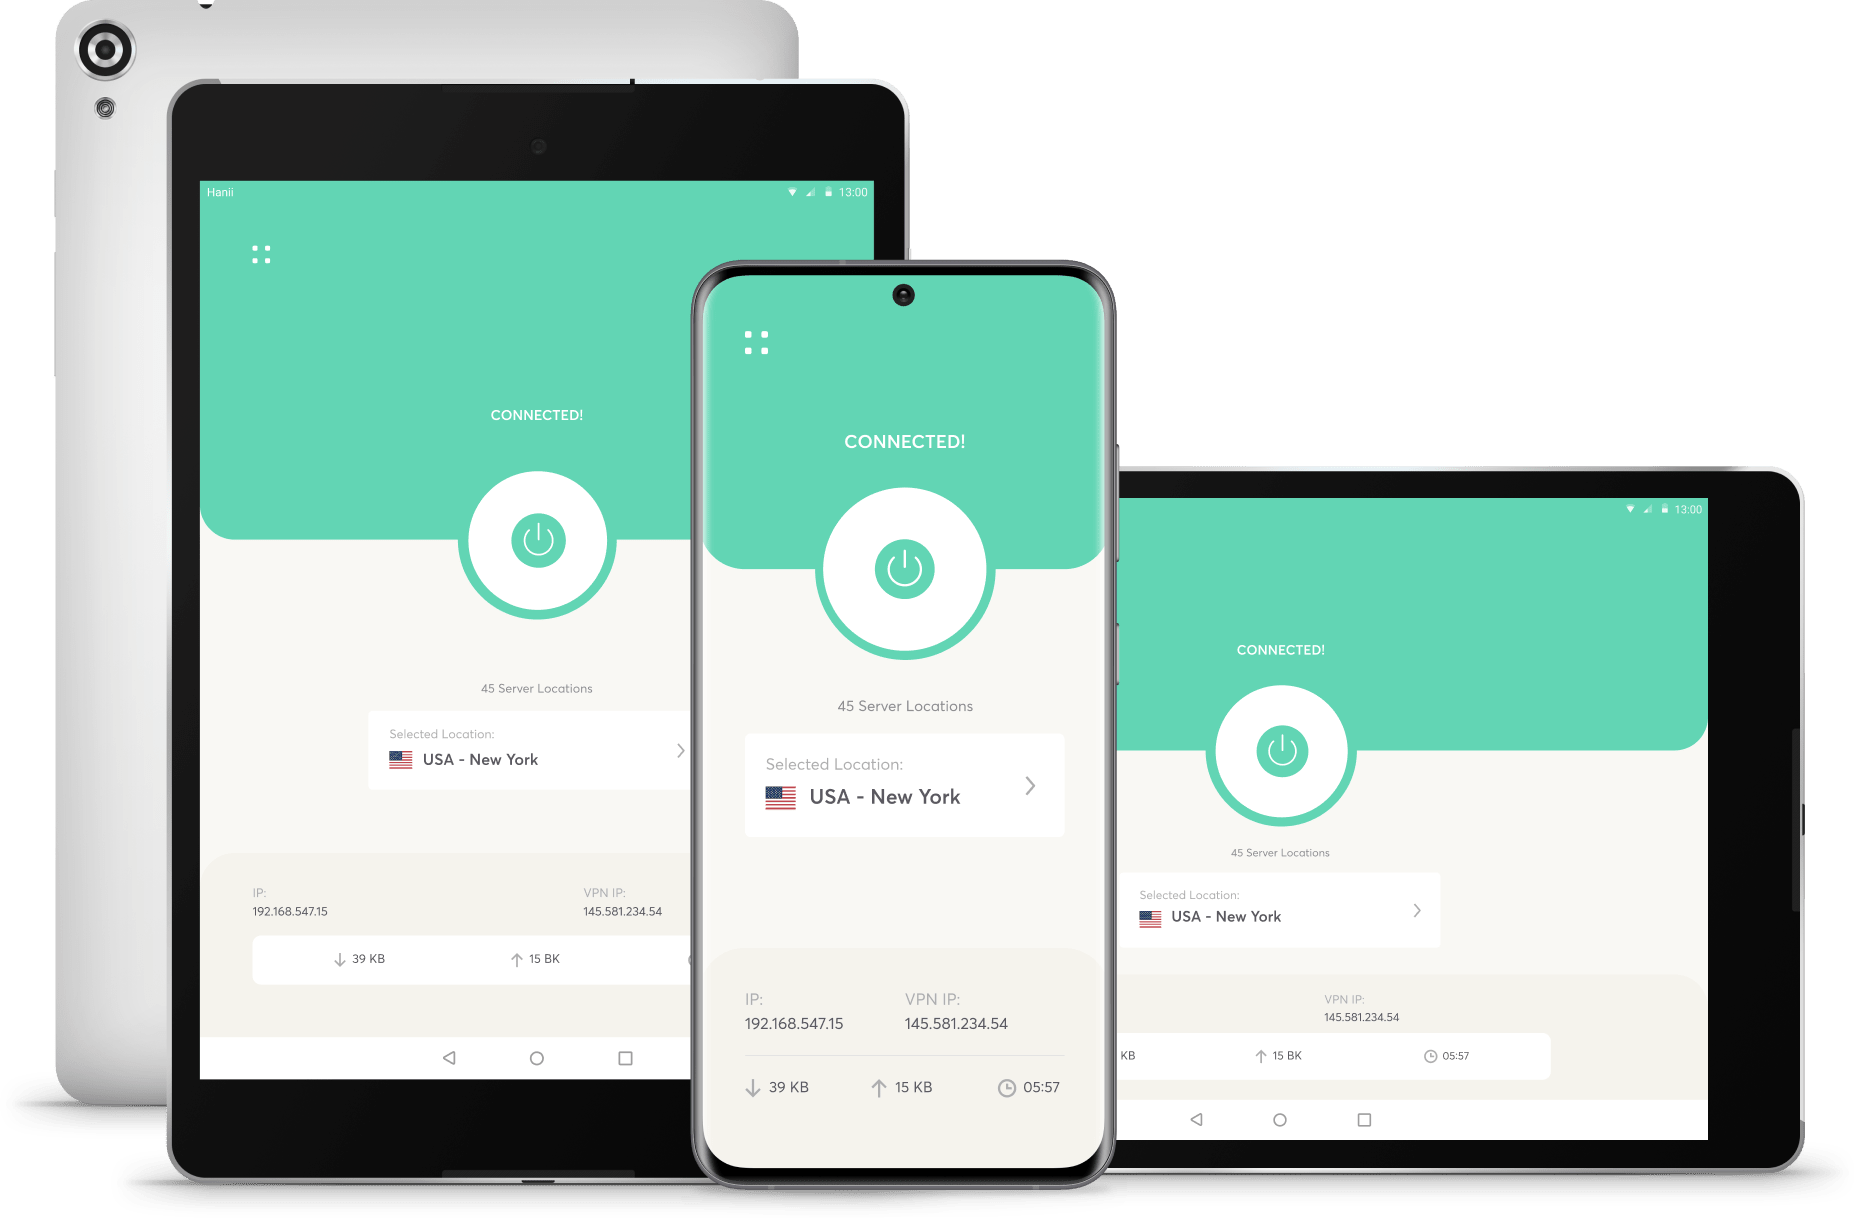 Hanii
13:00
CONNECTED!
45 Server Locations
Selected Location:
USA - New York
IP:
192.168.547.15
VPN IP:
145.581.234.54
39 KB
15 BK
CONNECTED!
45 Server Locations
Selected Location:
USA - New York
IP:
192.168.547.15
VPN IP:
145.581.234.54
39 KB
15 KB
05:57
13:00
CONNECTED!
45 Server Locations
Selected Location:
USA - New York
VPN IP:
145.581.234.54
KB
15 BK
05:57